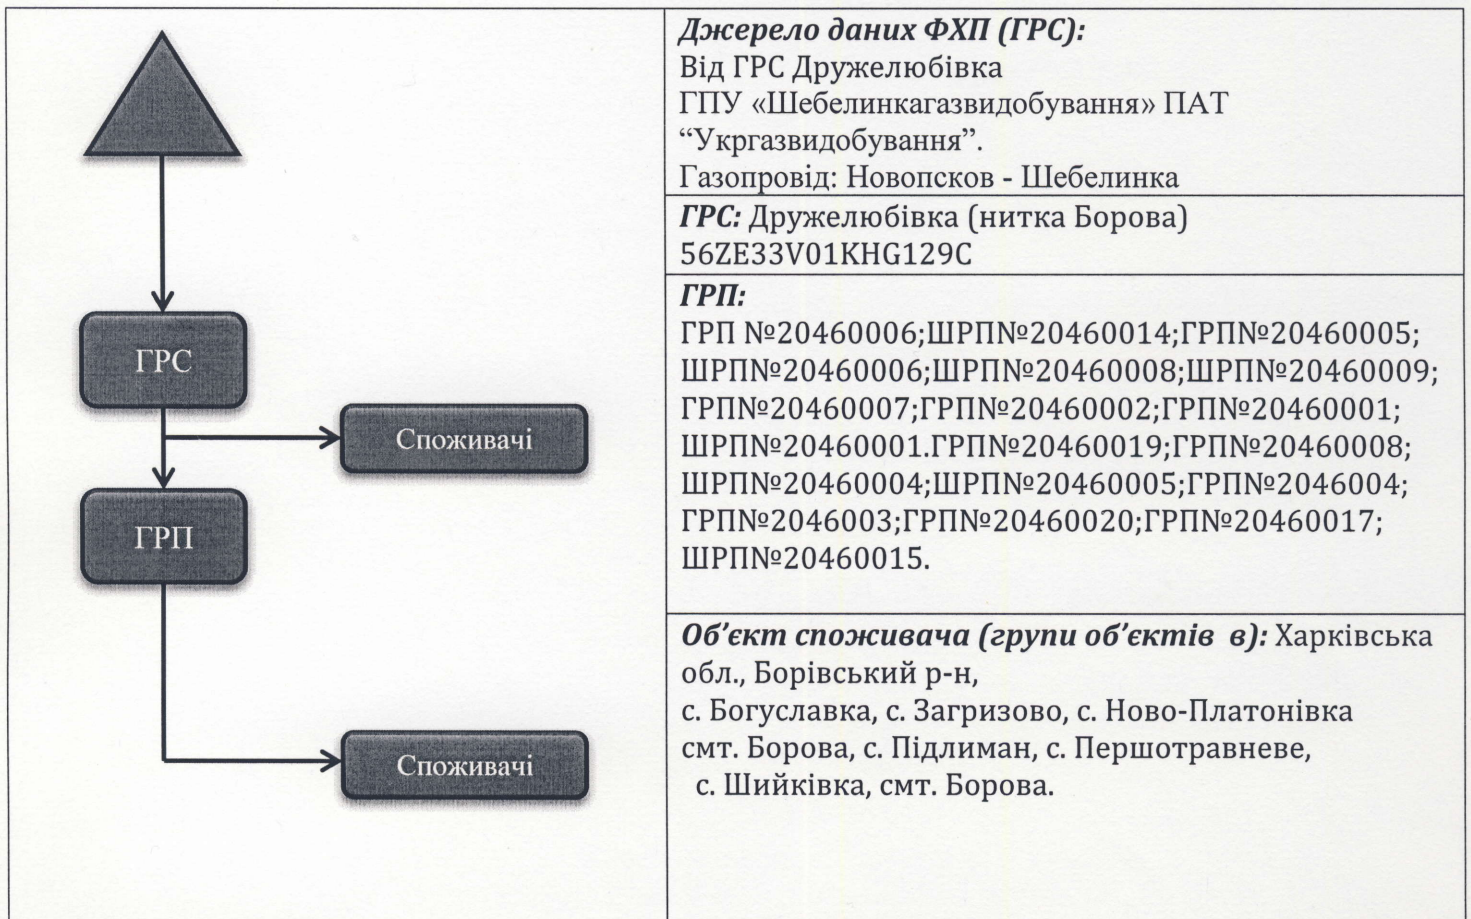 ГРС
Споживачі
ГРП
Споживачі
Джерело даних ФХП (ГРС):
Від ГРС Дружелюбівка
ГПУ «Шебелинкагазвидобування» ПАТ
“Укргазвидобування”.
Газопровід: Новопсков - Шебелинка
ГРС: Дружелюбівка (нитка Борова)
56ZE33V01KHG129C
ГРП:
ГРП №20460006;ШРП№20460014;ГРП№20460005;
ШРП№20460006;ШРП№20460008;ШРП№20460009;
ГРП№20460007;ГРП№20460002;ГРП№20460001;
ШРП№20460001.ГРП№20460019;ГРП№20460008;
ШРП№20460004;ШРП№20460005;ГРП№2046004;
ГРП№2046003;ГРП№20460020;ГРП№20460017;
ШРП№20460015.
Об’єкт споживача (групи об’єктів в): Харківська
обл., Борівський р-н,
с. Богуславка, с. Загризово, с. Ново-Платонівка
смт. Борова, с. Підлиман, с. Першотравневе,
с. Шийківка, смт. Борова.